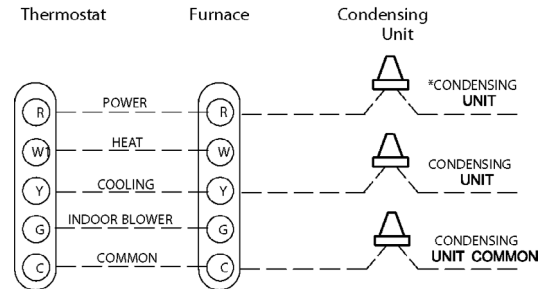 Thermostat
Furnace
Condensing
Unit
R
POWER
R
*CONDENSING
UNIT
W1
HEAT
W
Y
COOLING
Y
CONDENSING
UNIT
G
INDOOR BLOWER
G
C
COMMON
C
CONDENSING
UNIT COMMON